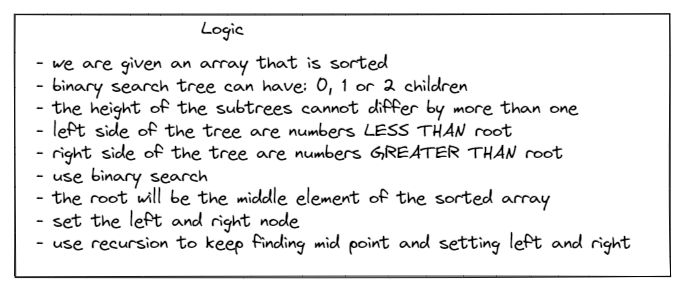 Logic
- we are given an array that is sorted
- binary search tree can have: 0, 1 or 2 children
- the height of the subtrees cannot differ by more than one
- left side of the tree are numbers LESS THAN root
- right side of the tree are numbers GREATER THAN root
- use binary search
- the root will be the middle element of the sorted array
- set the left and right node
- use recursion to keep finding mid point and setting left and right